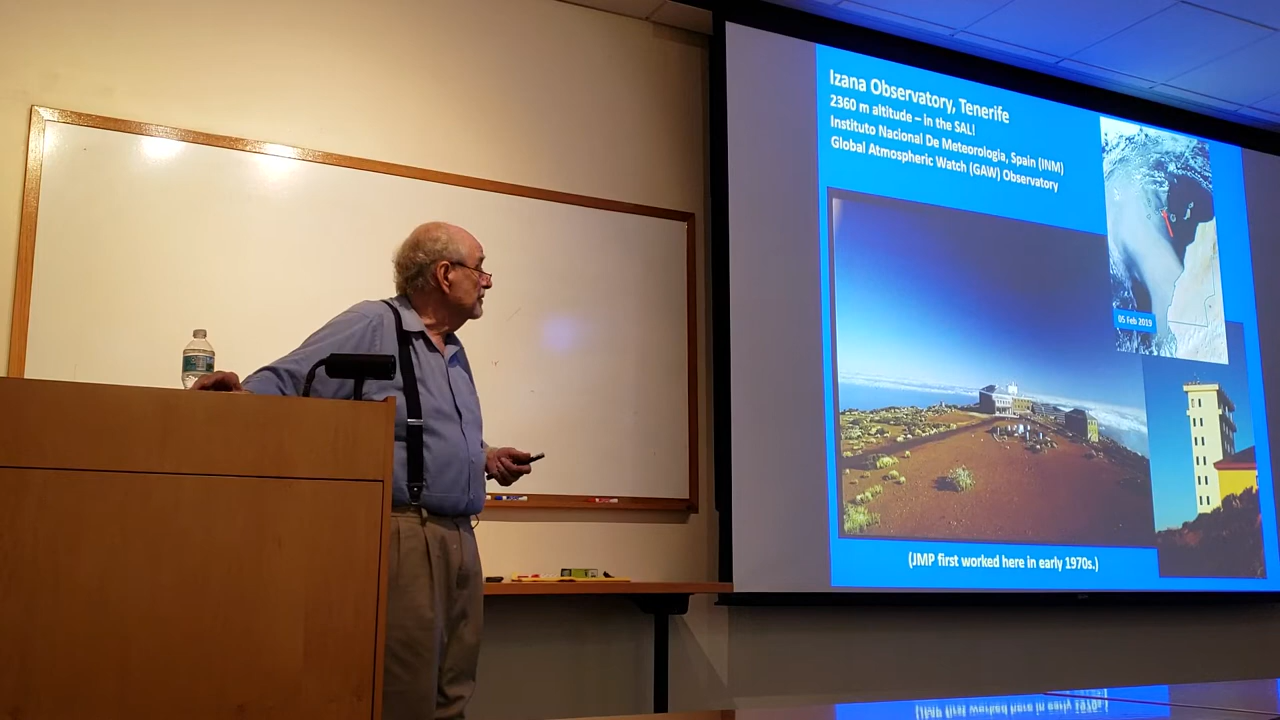 Izana Observatory, Tenerife
2360 m altitude – in the SAL!
Instituto Nacional De Meteorologia, Spain (INM)
Global Atmospheric Watch (GAW) Observatory
05 Feb 2019
(JMP first worked here in early 1970s.)